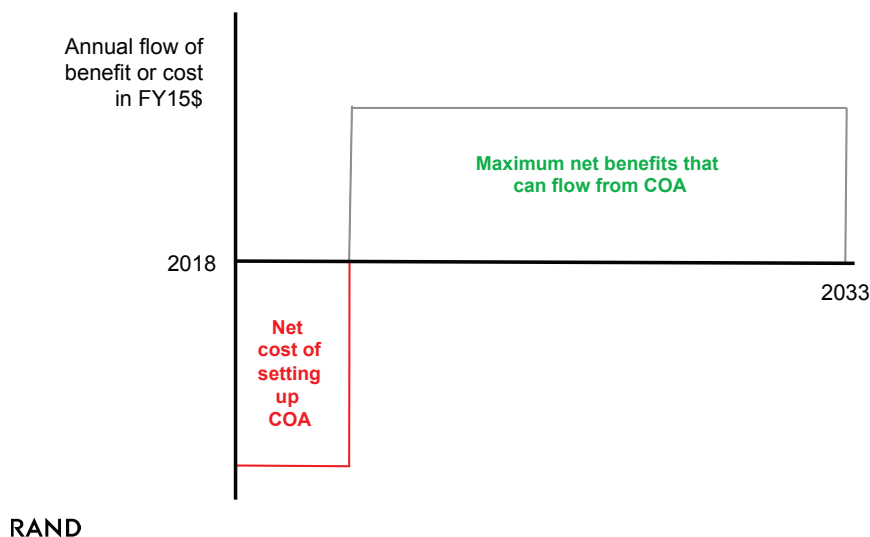 Annual flow of
benefit or cost
in FY15$
Maximum net benefits that
can flow from COA
2018
2033
Net
cost of
setting
up
COA
RAND